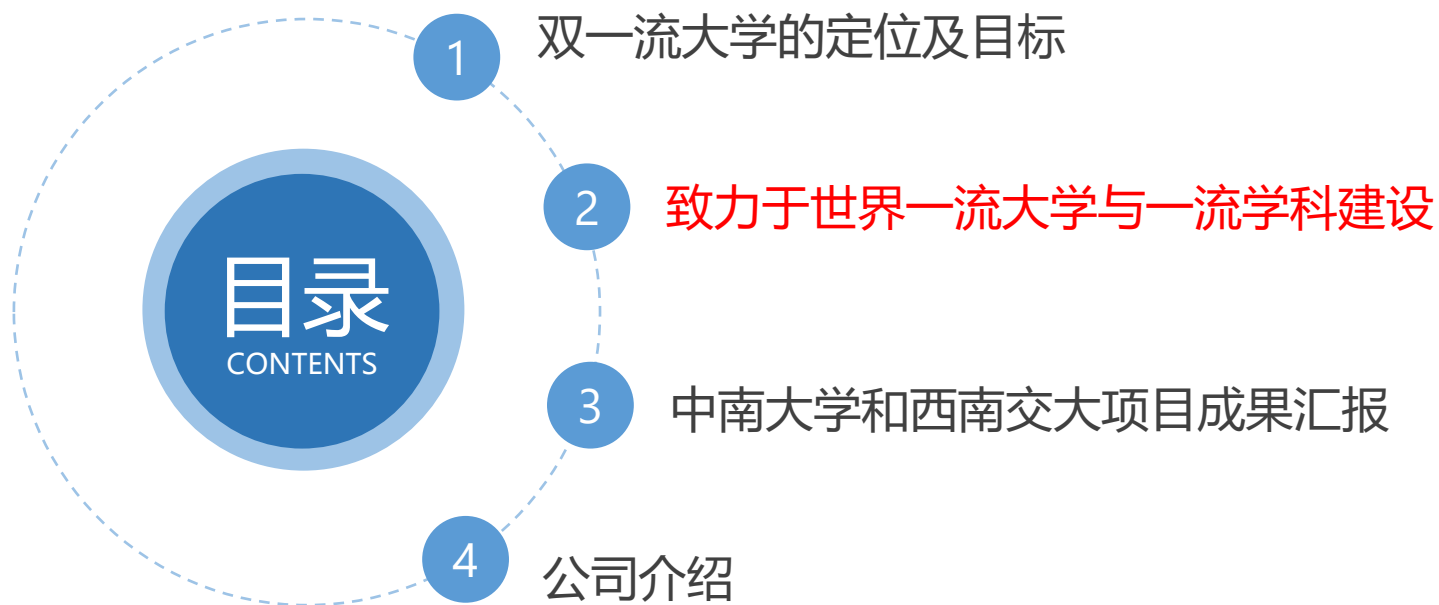 目录
CONTENTS
1 双一流大学的定位及目标
2 致力于世界一流大学与一流学科建设
3 中南大学和西南交大项目成果汇报
4 公司介绍